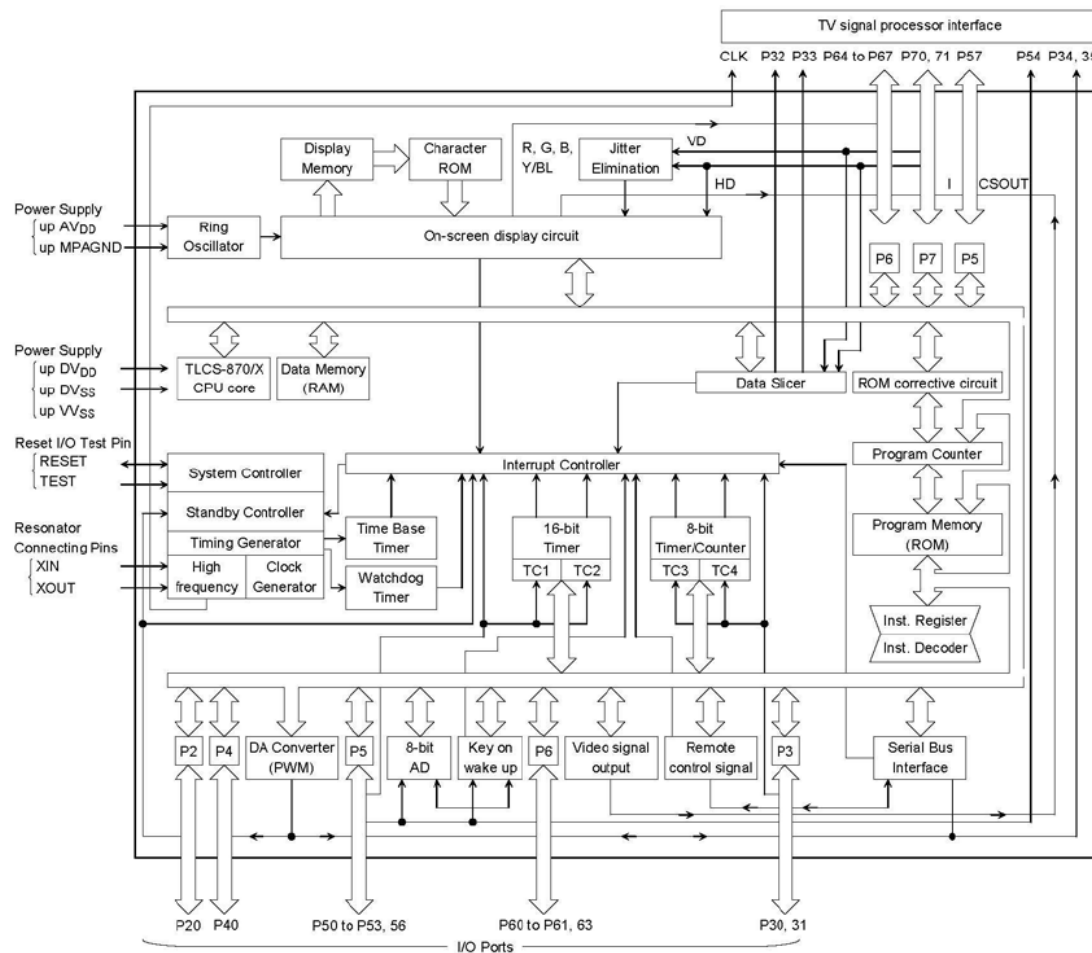 TV signal processor interface
CLK P32 P33 P64 to P67 P70, 71 P57 P54 P34, 35
Display
Memory
Character
ROM
R, G, B,
Y/BL
Jitter
Elimination
VD
HD
I
CSOUT
Power Supply
up AVDD
up MPAGND
Ring
Oscillator
On-screen display circuit
P6
P7
P5
Power Supply
up DVDD
up DVSS
up VVSS
TLCS-870/X
CPU core
Data Memory
(RAM)
Data Slicer
ROM corrective circuit
Reset I/O Test Pin
RESET
TEST
System Controller
Interrupt Controller
Program Counter
Standby Controller
Resonator
Connecting Pins
XIN
XOUT
Timing Generator
High
frequency
Clock
Generator
Time Base
Timer
Watchdog
Timer
16-bit
Timer
TC1
TC2
8-bit
Timer/Counter
TC3
TC4
Program Memory
(ROM)
Inst. Register
Inst. Decoder
P2
P4
DA Converter
(PWM)
P5
8-bit
AD
Key on
wake up
P6
Video signal
output
Remote
control signal
P3
Serial Bus
Interface
P20 P40 P50 to P53, 56 P60 to P61, 63 P30, 31
I/O Ports